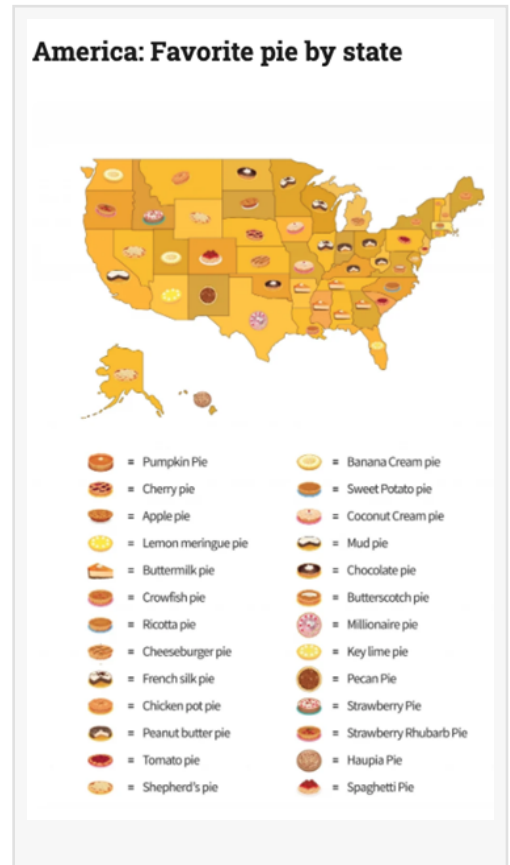 America: Favorite pie by state
= Pumpkin Pie
= Banana Cream pie
= Cherry pie
= Sweet Potato pie
= Apple pie
= Coconut Cream pie
= Lemon meringue pie
= Mud pie
= Buttermilk pie
= Chocolate pie
= Crowfish pie
= Butterscotch pie
= Ricotta pie
= Millionaire pie
= Cheeseburger pie
= Key lime pie
= French silk pie
= Pecan Pie
= Chicken pot pie
= Strawberry Pie
= Peanut butter pie
= Strawberry Rhubarb Pie
= Tomato pie
= Haupia Pie
= Shepherd's pie
= Spaghetti Pie